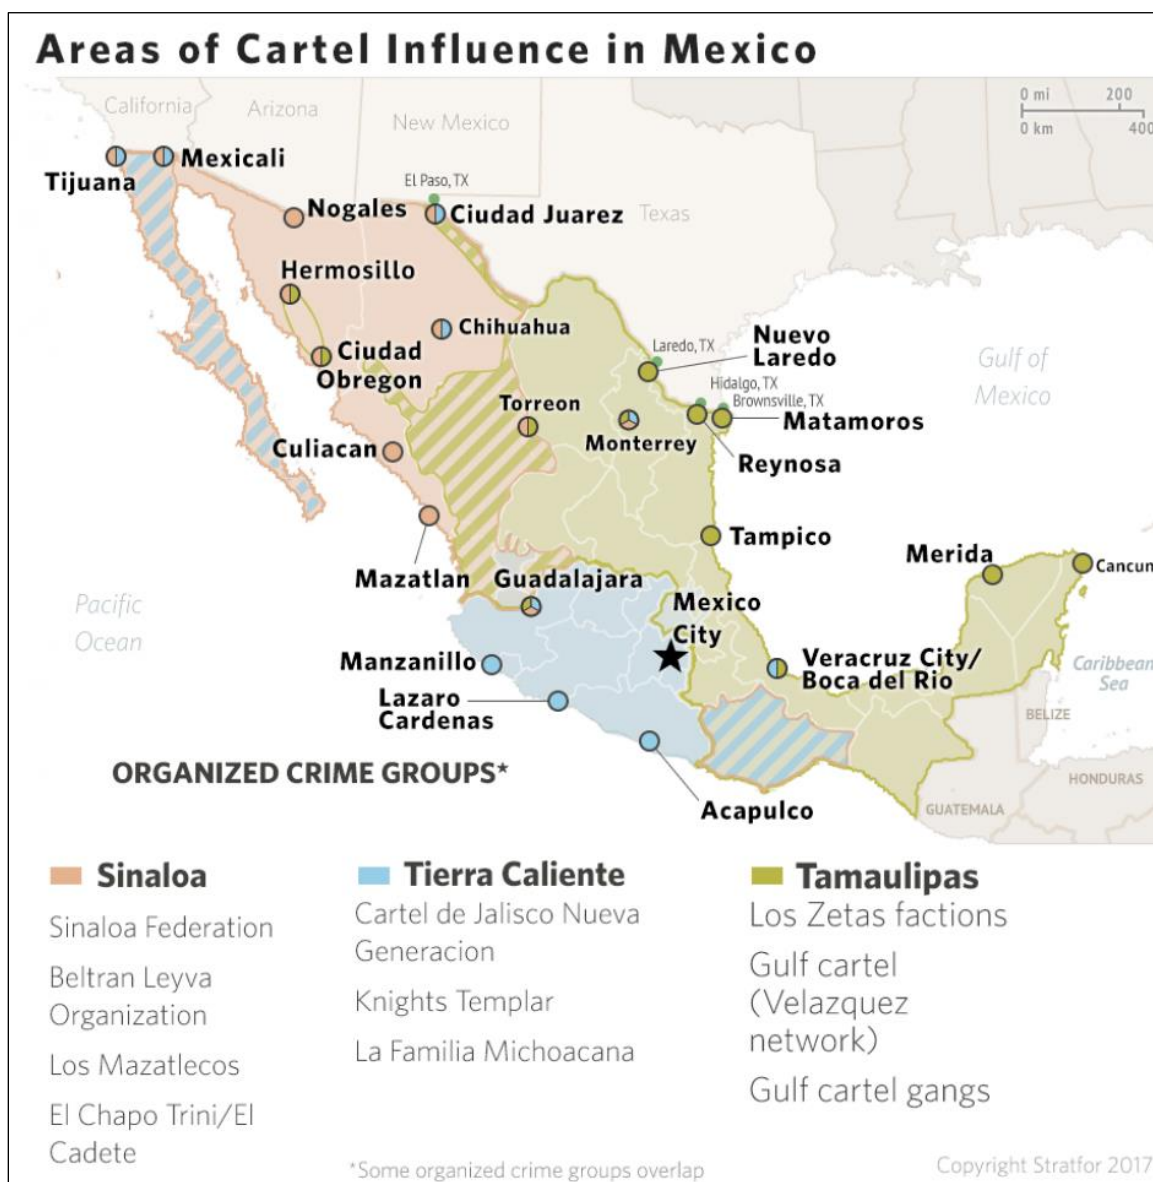 Areas of Cartel Influence in Mexico
California
Arizona
New Mexico
0 mi 200
0 km 400
Tijuana
Mexicali
Nogales
El Paso, TX
Ciudad Juarez
Texas
Hermosillo
Chihuahua
Ciudad
Obregon
Laredo, TX
Nuevo
Laredo
Hidalgo, TX
Brownsville, TX
Gulf of
Mexico
Torreon
Monterrey
Matamoros
Culiacan
Reynosa
Tampico
Merida
Cancun
Mazatlan
Guadalajara
Pacific
Ocean
Mexico
City
Manzanillo
Veracruz City/
Boca del Rio
Caribbean
Sea
Lazaro
Cardenas
BELIZE
Acapulco
HONDURAS
GUATEMALA
ORGANIZED CRIME GROUPS*
Sinaloa
Sinaloa Federation
Beltran Leyva
Organization
Los Mazatlecos
El Chapo Trini/El
Cadete
Tierra Caliente
Cartel de Jalisco Nueva
Generacion
Knights Templar
La Familia Michoacana
Tamaulipas
Los Zetas factions
Gulf cartel
(Velazquez
network)
Gulf cartel gangs
*Some organized crime groups overlap
Copyright Stratfor 2017